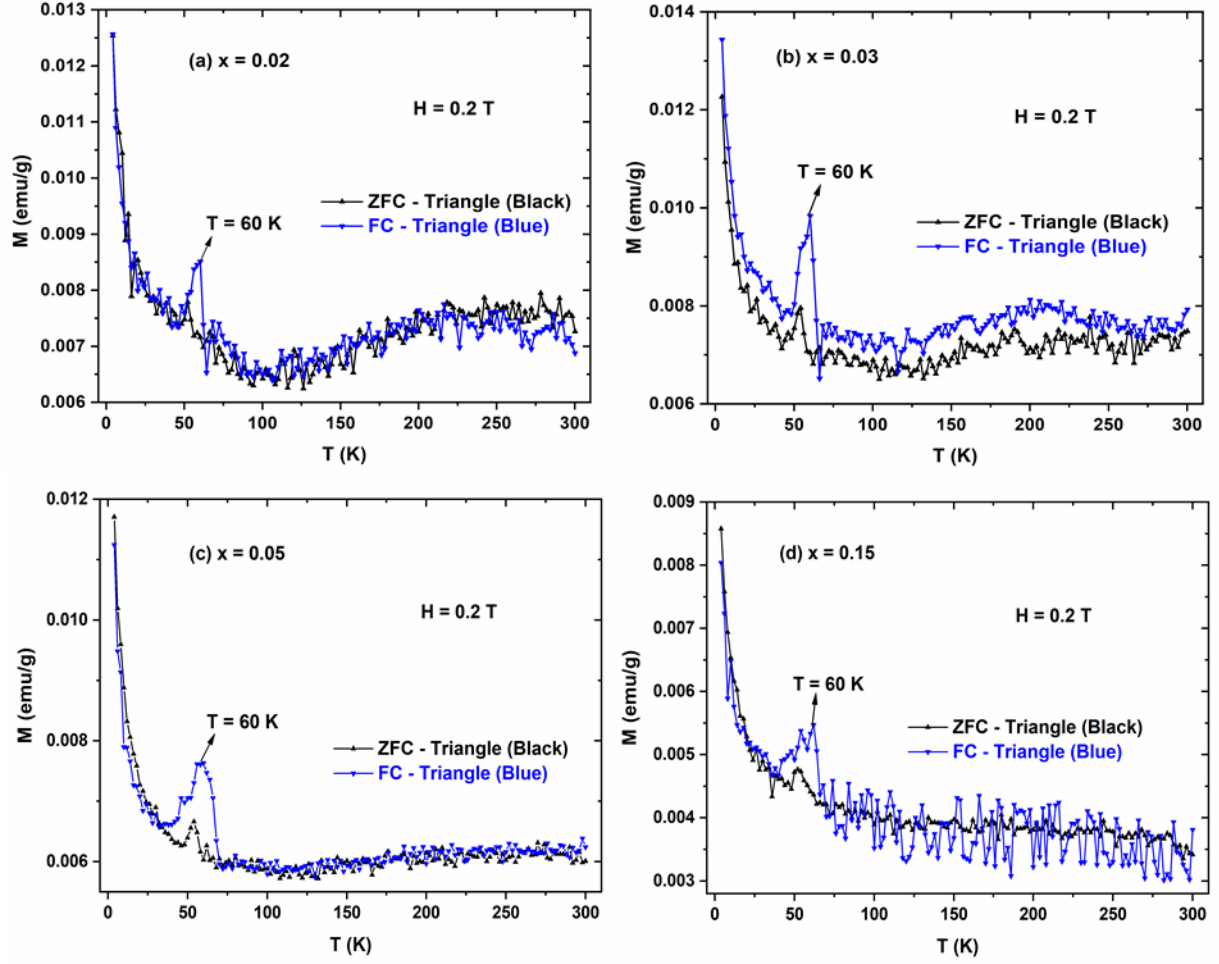 0.013
0.012
0.011
0.010
0.009
0.008
0.007
0.006
M (emu/g)
(a) x = 0.02
H = 0.2 T
ZFC - Triangle (Black)
FC - Triangle (Blue)
T = 60 K
0 50 100 150 200 250 300
T (K)
0.014
0.012
0.010
0.008
0.006
M (emu/g)
(b) x = 0.03
H = 0.2 T
T = 60 K
ZFC - Triangle (Black)
FC - Triangle (Blue)
0 50 100 150 200 250 300
T (K)
0.012
0.010
0.008
0.006
M (emu/g)
(c) x = 0.05
H = 0.2 T
T = 60 K
ZFC - Triangle (Black)
FC - Triangle (Blue)
0 50 100 150 200 250 300
T (K)
0.009
0.008
0.007
0.006
0.005
0.004
0.003
M (emu/g)
(d) x = 0.15
H = 0.2 T
T = 60 K
ZFC - Triangle (Black)
FC - Triangle (Blue)
0 50 100 150 200 250 300
T (K)